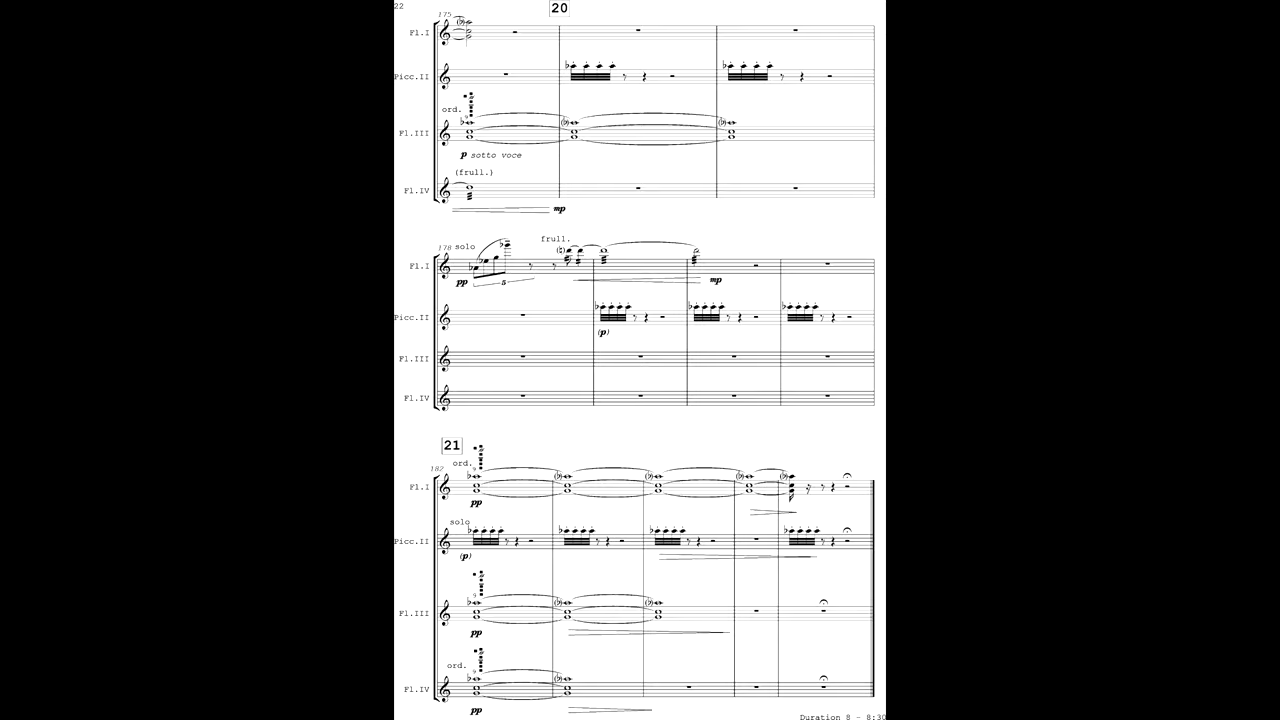 22
20
175
Fl.I
Picc.II
ord.
Fl.III
p sotto voce
(frull.)
Fl.IV
mp
178 solo frull.
Fl.I
pp 5 mp
Picc.II
(p)
Fl.III
Fl.IV
21
ord.
182
Fl.I
pp
solo
Picc.II
(p)
Fl.III
pp
ord.
Fl.IV
pp
Duration 8 - 8:30